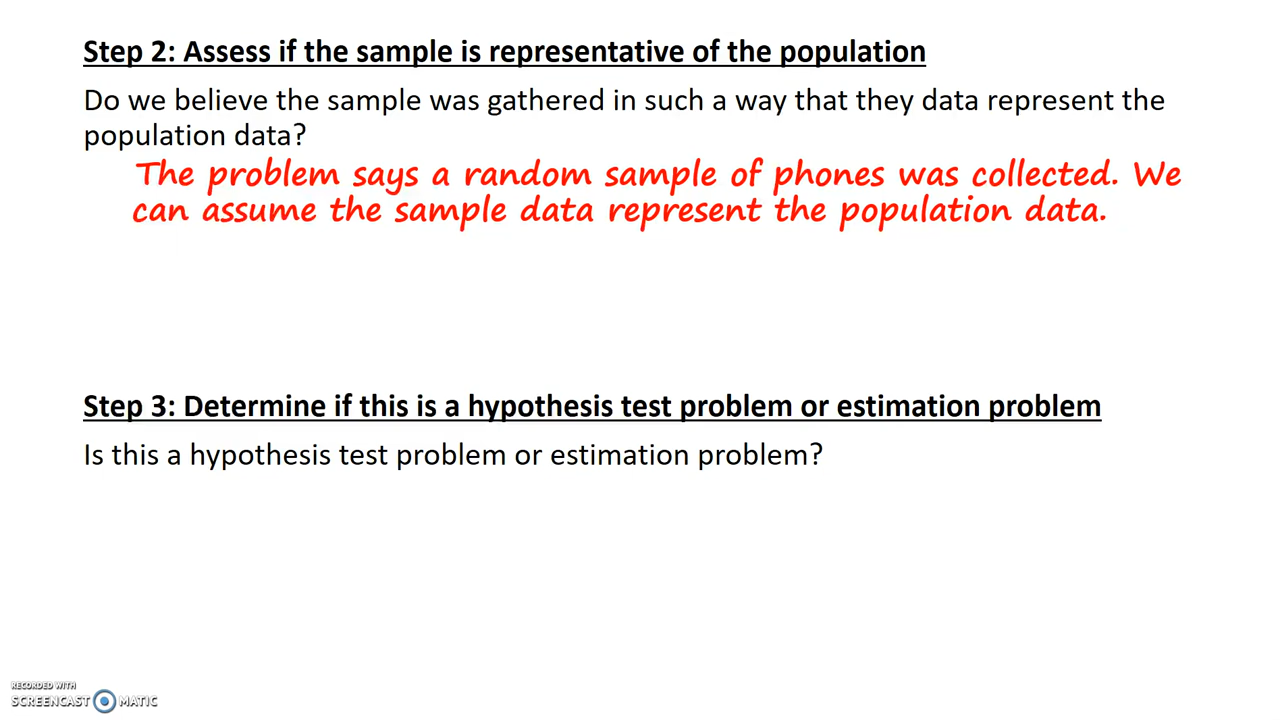 Step 2: Assess if the sample is representative of the population
Do we believe the sample was gathered in such a way that they data represent the
population data?
The problem says a random sample of phones was collected. We
can assume the sample data represent the population data.
Step 3: Determine if this is a hypothesis test problem or estimation problem
Is this a hypothesis test problem or estimation problem?
RECORDED WITH
SCREENCAST MATIC